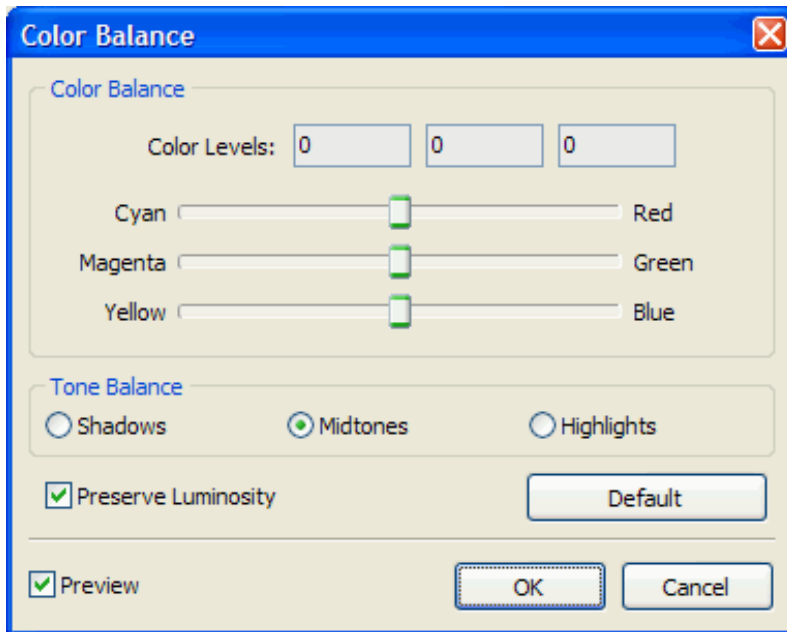 Color Balance
Color Balance
Color Levels: 0 0 0
Cyan Red
Magenta Green
Yellow Blue
Tone Balance
Shadows Midtones Highlights
Preserve Luminosity Default
Preview OK Cancel